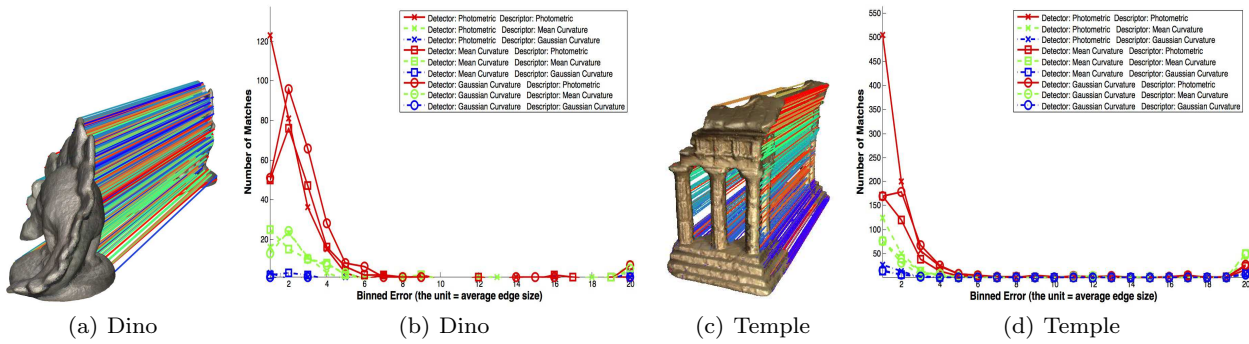 Number of Matches
120
100
80
60
40
20
2
4
6
8
10
12
14
16
18
20
Binned Error (the unit = average edge size)
Detector: Photometric Descriptor: Photometric
Detector: Photometric Descriptor: Mean Curvature
Detector: Photometric Descriptor: Gaussian Curvature
Detector: Mean Curvature Descriptor: Photometric
Detector: Mean Curvature Descriptor: Mean Curvature
Detector: Mean Curvature Descriptor: Gaussian Curvature
Detector: Gaussian Curvature Descriptor: Photometric
Detector: Gaussian Curvature Descriptor: Mean Curvature
Detector: Gaussian Curvature Descriptor: Gaussian Curvature
Number of Matches
550
500
450
400
350
300
250
200
150
100
50
2
4
6
8
10
12
14
16
18
20
Binned Error (the unit = average edge size)
Detector: Photometric Descriptor: Photometric
Detector: Photometric Descriptor: Mean Curvature
Detector: Photometric Descriptor: Gaussian Curvature
Detector: Mean Curvature Descriptor: Photometric
Detector: Mean Curvature Descriptor: Mean Curvature
Detector: Mean Curvature Descriptor: Gaussian Curvature
Detector: Gaussian Curvature Descriptor: Photometric
Detector: Gaussian Curvature Descriptor: Mean Curvature
Detector: Gaussian Curvature Descriptor: Gaussian Curvature
(a) Dino
(b) Dino
(c) Temple
(d) Temple